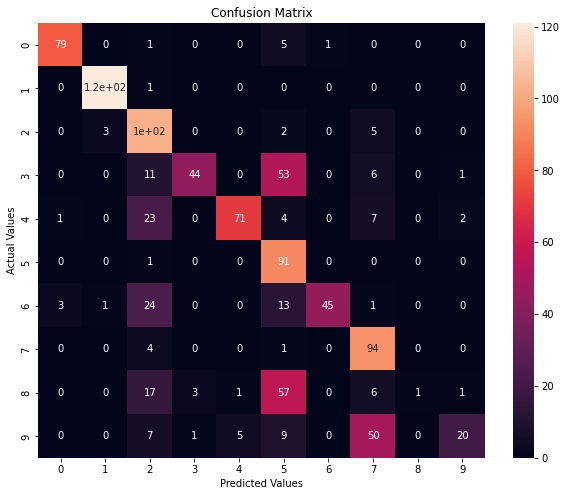 Confusion Matrix
0 79 0 1 0 0 5 1 0 0 0
1 0 1.2e+02 1 0 0 0 0 0 0 0
2 0 3 1e+02 0 0 2 0 5 0 0
3 0 0 11 44 0 53 0 6 0 1
4 1 0 23 0 71 4 0 7 0 2
5 0 0 1 0 0 91 0 0 0 0
6 3 1 24 0 0 13 45 1 0 0
7 0 0 4 0 0 1 0 94 0 0
8 0 0 17 3 1 57 0 6 1 1
9 0 0 7 1 5 9 0 50 0 20
0 1 2 3 4 5 6 7 8 9
Predicted Values
Actual Values
120
100
80
60
40
20
0